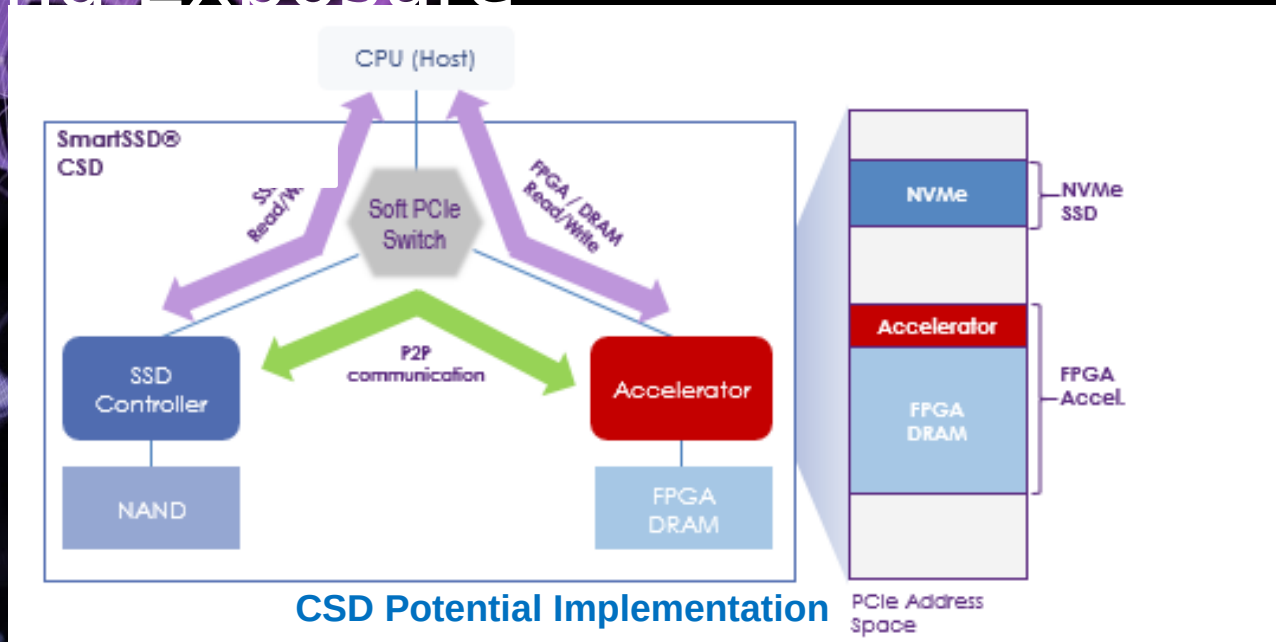 Exposure
CPU (Host)
SmartSSD®
CSD
Read/W
FPGA / DRAM
Read/Write
Soft PCIe
Switch
P2P
communication
SSD
Controller
Accelerator
NAND
FPGA
DRAM
NVMe
NVMe
SSD
Accelerator
FPGA
DRAM
FPGA
Accel.
CSD Potential Implementation
PCIe Address
Space